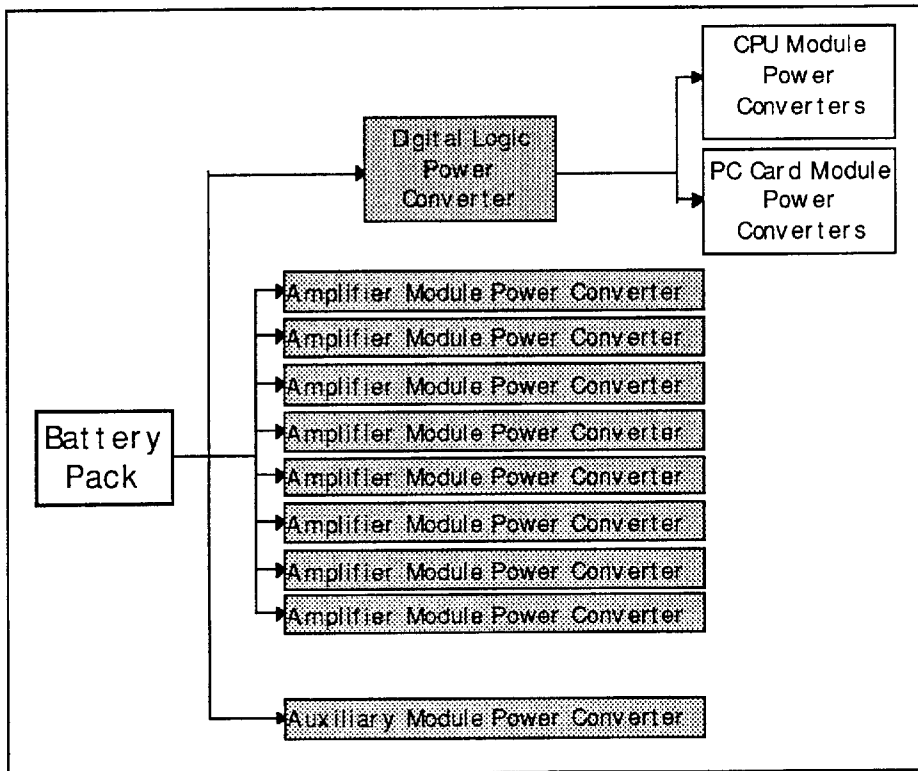 CPU Module
Power
Converters
Digital Logic
Power
Converter
PC Card Module
Power
Converters
Amplifier Module Power Converter
Amplifier Module Power Converter
Amplifier Module Power Converter
Amplifier Module Power Converter
Amplifier Module Power Converter
Amplifier Module Power Converter
Amplifier Module Power Converter
Amplifier Module Power Converter
Battery
Pack
Auxiliary Module Power Converter